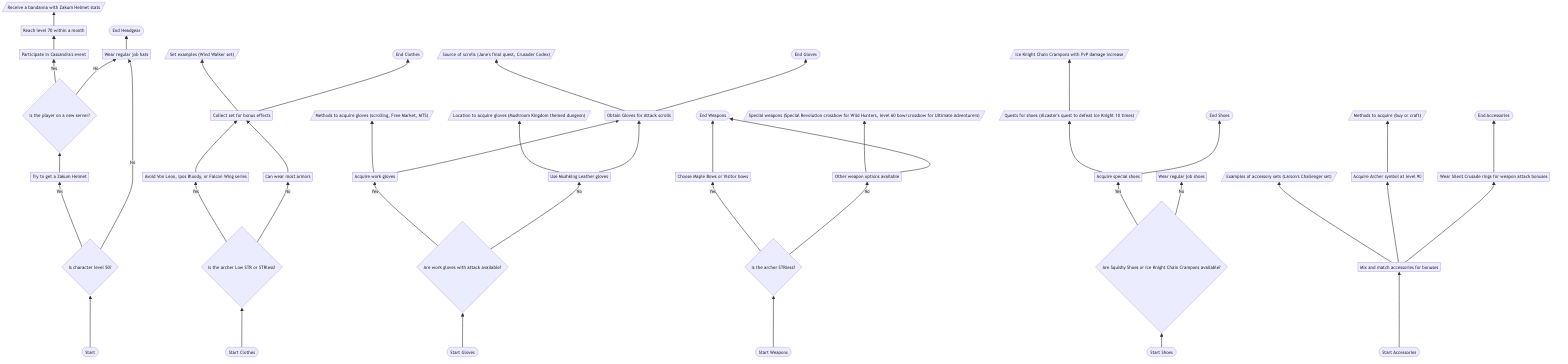 Receive a bandanna with Zakum Helmet stats
Reach level 70 within a month
End Headgear
Participate in Cassandra's event
Wear regular job hats
Yes
No
Is the player on a new server?
Try to get a Zakum Helmet
No
Yes
Is character level 50?
Start
Set examples (Wind Walker set)
End Clothes
Collect set for bonus effects
Avoid Von Leon, Ipos Bloody, or Falcon Wing series
Can wear most armors
Yes
No
Is the archer Low STR or STRless?
Start Clothes
Source of scrolls (Jane's final quest, Crusader Codex)
End Gloves
Methods to acquire gloves (scrolling, Free Market, MTS)
Location to acquire gloves (Mushroom Kingdom themed dungeon)
Obtain Gloves for Attack scrolls
Acquire work gloves
Use Mushking Leather gloves
Yes
No
Are work gloves with attack available?
Start Gloves
End Weapons
Special weapons (Special Revolution crossbow for Wild Hunters, level 60 bow/crossbow for Ultimate Adventurers)
Choose Maple Bows or Visitor bows
Other weapon options available
Yes
No
Is the archer STRless?
Start Weapons
Ice Knight Chain Crampons with PvP damage increase
Quests for shoes (Alcaster's quest to defeat Ice Knight 10 times)
End Shoes
Acquire special shoes
Wear regular job shoes
Yes
No
Are Squishy Shoes or Ice Knight Chain Crampons available?
Start Shoes
Methods to acquire (buy or craft)
End Accessories
Examples of accessory sets (Larson's Challenger set)
Acquire Archer symbol at level 90
Wear Silent Crusade rings for weapon attack bonuses
Mix and match accessories for bonuses
Start Accessories